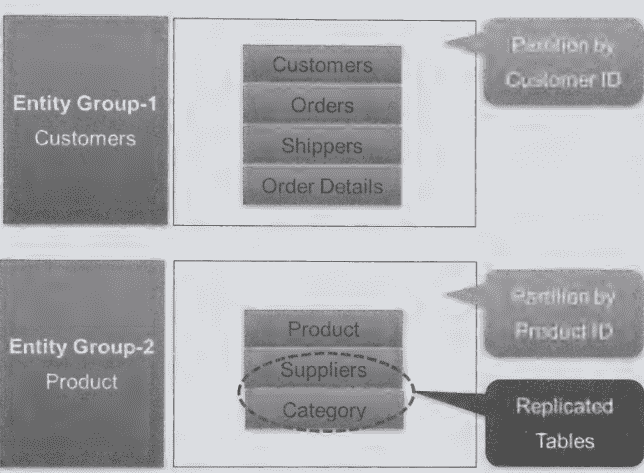 Entity Group-1
Customers
Customers
Orders
Shippers
Order Details
Partition by
Customer ID
Entity Group-2
Product
Product
Suppliers
Category
Partition by
Product ID
Replicated
Tables